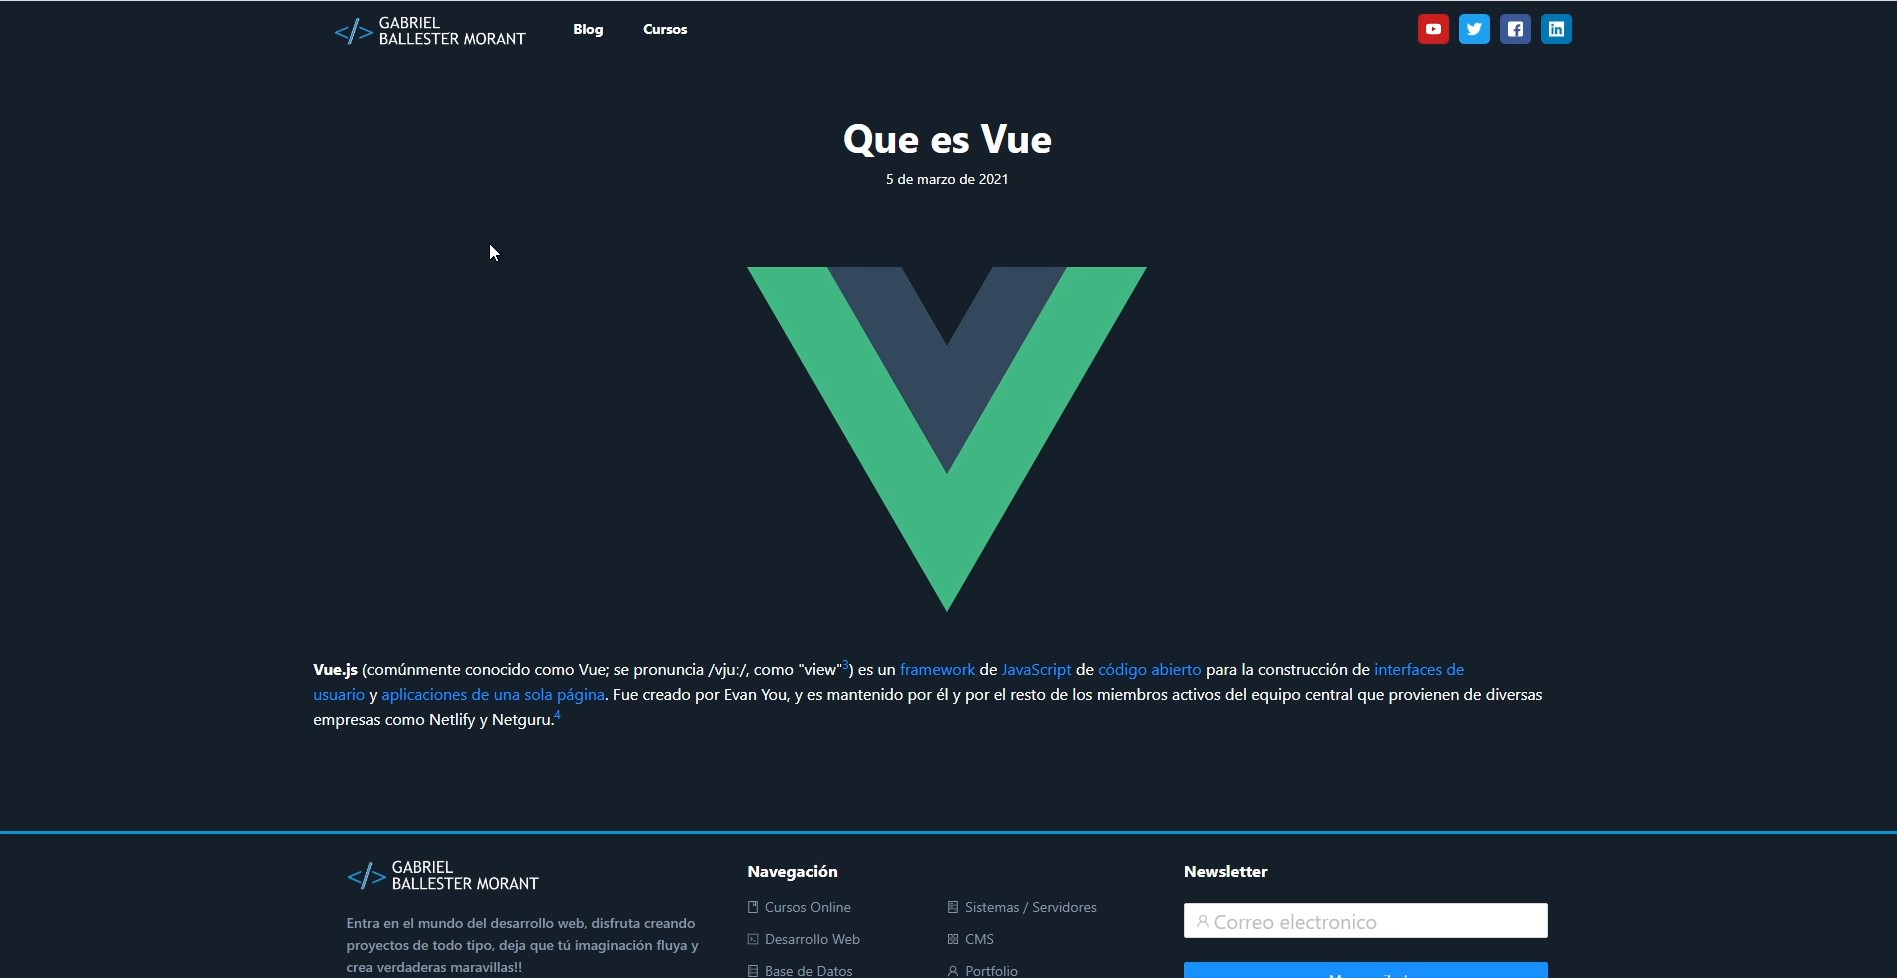 GABRIEL
BALLESTER MORANT
Blog
Cursos
Que es Vue
5 de marzo de 2021
Vue.js (comúnmente conocido como Vue; se pronuncia /vjuː/, como "view"3) es un framework de JavaScript de código abierto para la construcción de interfaces de
usuario y aplicaciones de una sola página. Fue creado por Evan You, y es mantenido por él y por el resto de los miembros activos del equipo central que provienen de diversas
empresas como Netlify y Netguru.4
GABRIEL
BALLESTER MORANT
Entra en el mundo del desarrollo web, disfruta creando
proyectos de todo tipo, deja que tú imaginación fluya y
crea verdaderas maravillas!!
Navegación
Cursos Online
Desarrollo Web
Base de Datos
Sistemas / Servidores
CMS
Portfolio
Newsletter
Correo electronico